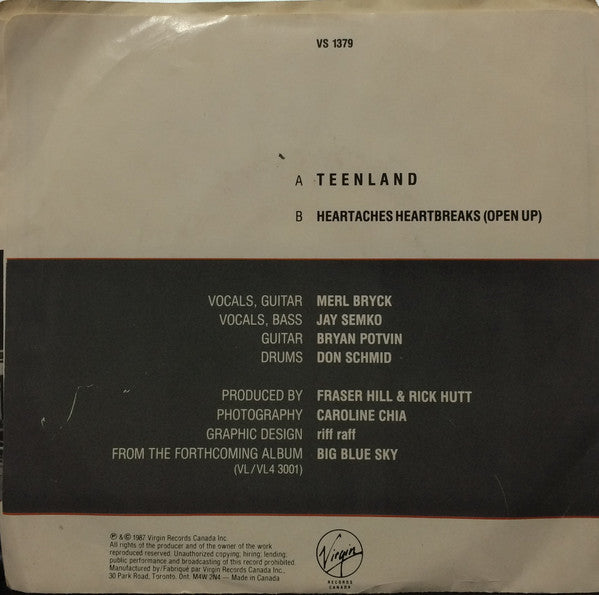 VS 1379
A TEENLAND
B HEARTACHES HEARTBREAKS (OPEN UP)
VOCALS, GUITAR MERL BRYCK
VOCALS, BASS JAY SEMKO
GUITAR BRYAN POTVIN
DRUMS DON SCHMID
PRODUCED BY FRASER HILL & RICK HUTT
PHOTOGRAPHY CAROLINE CHIA
GRAPHIC DESIGN riff raff
FROM THE FORTHCOMING ALBUM BIG BLUE SKY
(VL/VL4 3001)
℗ & © 1987 Virgin Records Canada Inc.
All rights of the producer and of the owner of the work
reproduced reserved. Unauthorized copying; hiring; lending;
public performance and broadcasting of this record prohibited.
Manufactured by/Fabriqué par Virgin Records Canada Inc.,
30 Park Road, Toronto. Ont. M4W 2N4 — Made in Canada
Virgin
RECORDS
CANADA